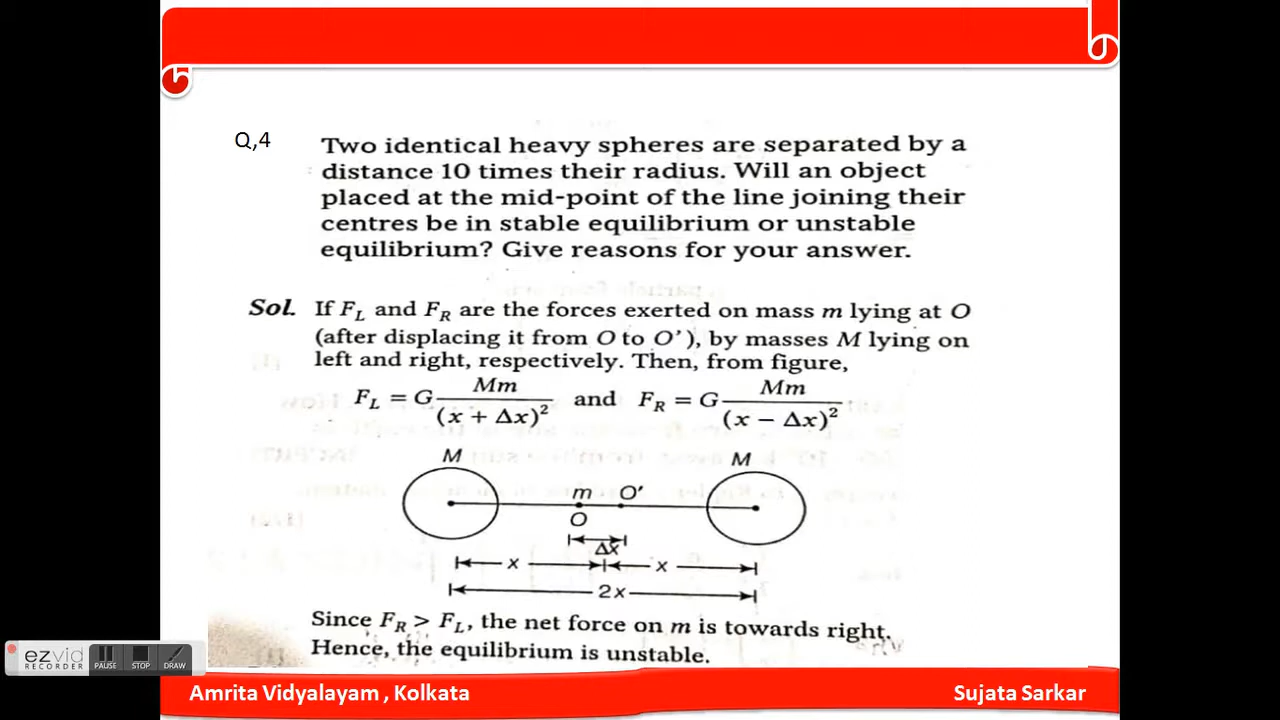 Q,4
Two identical heavy spheres are separated by a
distance 10 times their radius. Will an object
placed at the mid-point of the line joining their
centres be in stable equilibrium or unstable
equilibrium? Give reasons for your answer.
Sol. If F_L and F_R are the forces exerted on mass m lying at O
(after displacing it from O to O'), by masses M lying on
left and right, respectively. Then, from figure,
F_L = G Mm/(x + Δx)² and F_R = G Mm/(x − Δx)²
M M
m O'
O
Δx
x x
2x
Since F_R > F_L, the net force on m is towards right.
Hence, the equilibrium is unstable.
ezvid
RECORDER
PAUSE STOP DRAW
Amrita Vidyalayam , Kolkata Sujata Sarkar